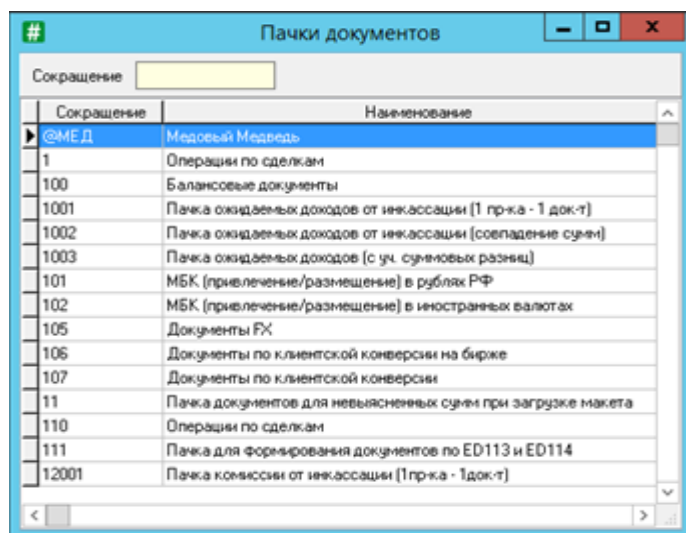 #
Пачки документов
Сокращение
Сокращение Наименование
@МЕД Медовый Медведь
1 Операции по сделкам
100 Балансовые документы
1001 Пачка ожидаемых доходов от инкассации (1 пр-ка - 1 док-т)
1002 Пачка ожидаемых доходов от инкассации (совпадение сумм)
1003 Пачка ожидаемых доходов (с уч. суммовых разниц)
101 МБК (привлечение/размещение) в рублях РФ
102 МБК (привлечение/размещение) в иностранных валютах
105 Документы FX
106 Документы по клиентской конверсии на бирже
107 Документы по клиентской конверсии
11 Пачка документов для невыясненных сумм при загрузке макета
110 Операции по сделкам
111 Пачка для формирования документов по ED113 и ED114
12001 Пачка комиссии от инкассации (1пр-ка - 1док-т)